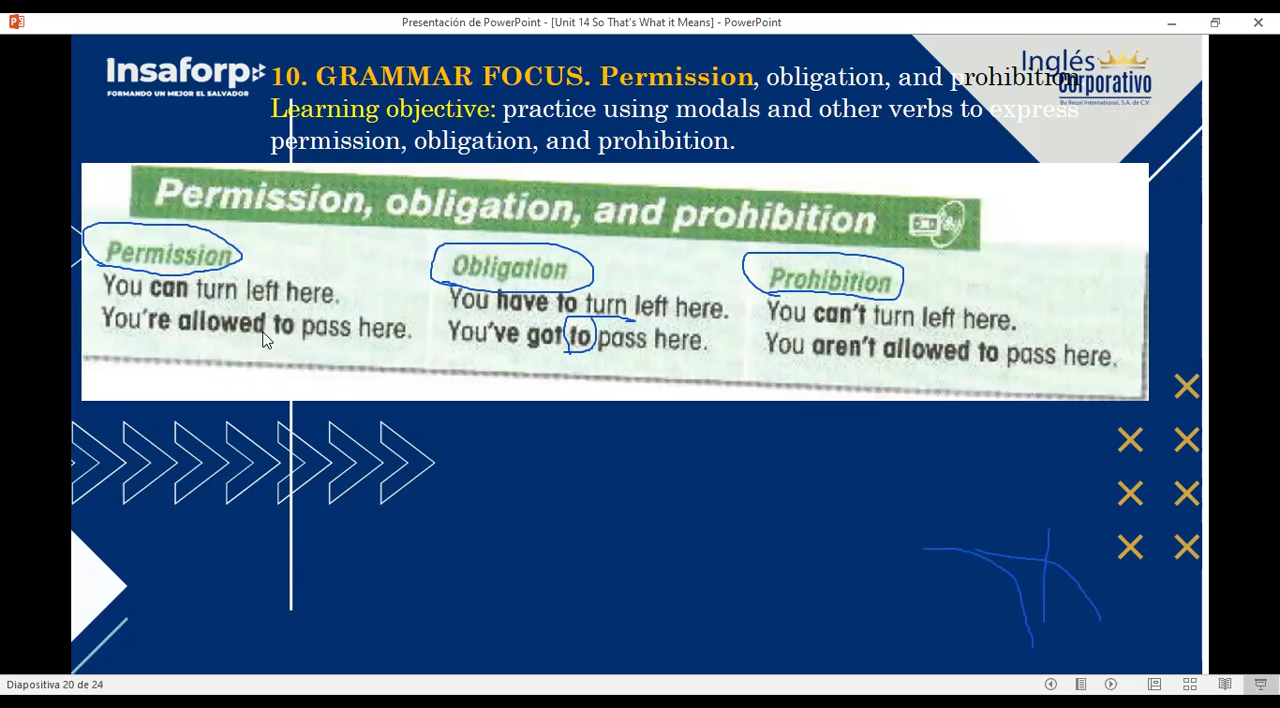 Presentación de PowerPoint - [Unit 14 So That's What it Means] - PowerPoint
Insaforp
FORMANDO UN MEJOR EL SALVADOR
10. GRAMMAR FOCUS. Permission, obligation, and prohibition
Learning objective: practice using modals and other verbs to express
permission, obligation, and prohibition.
Inglés
corporativo
By Regal International, S.A. de C.V.
Permission, obligation, and prohibition
Permission
You can turn left here.
You're allowed to pass here.
Obligation
You have to turn left here.
You've got to pass here.
Prohibition
You can't turn left here.
You aren't allowed to pass here.
Diapositiva 20 de 24